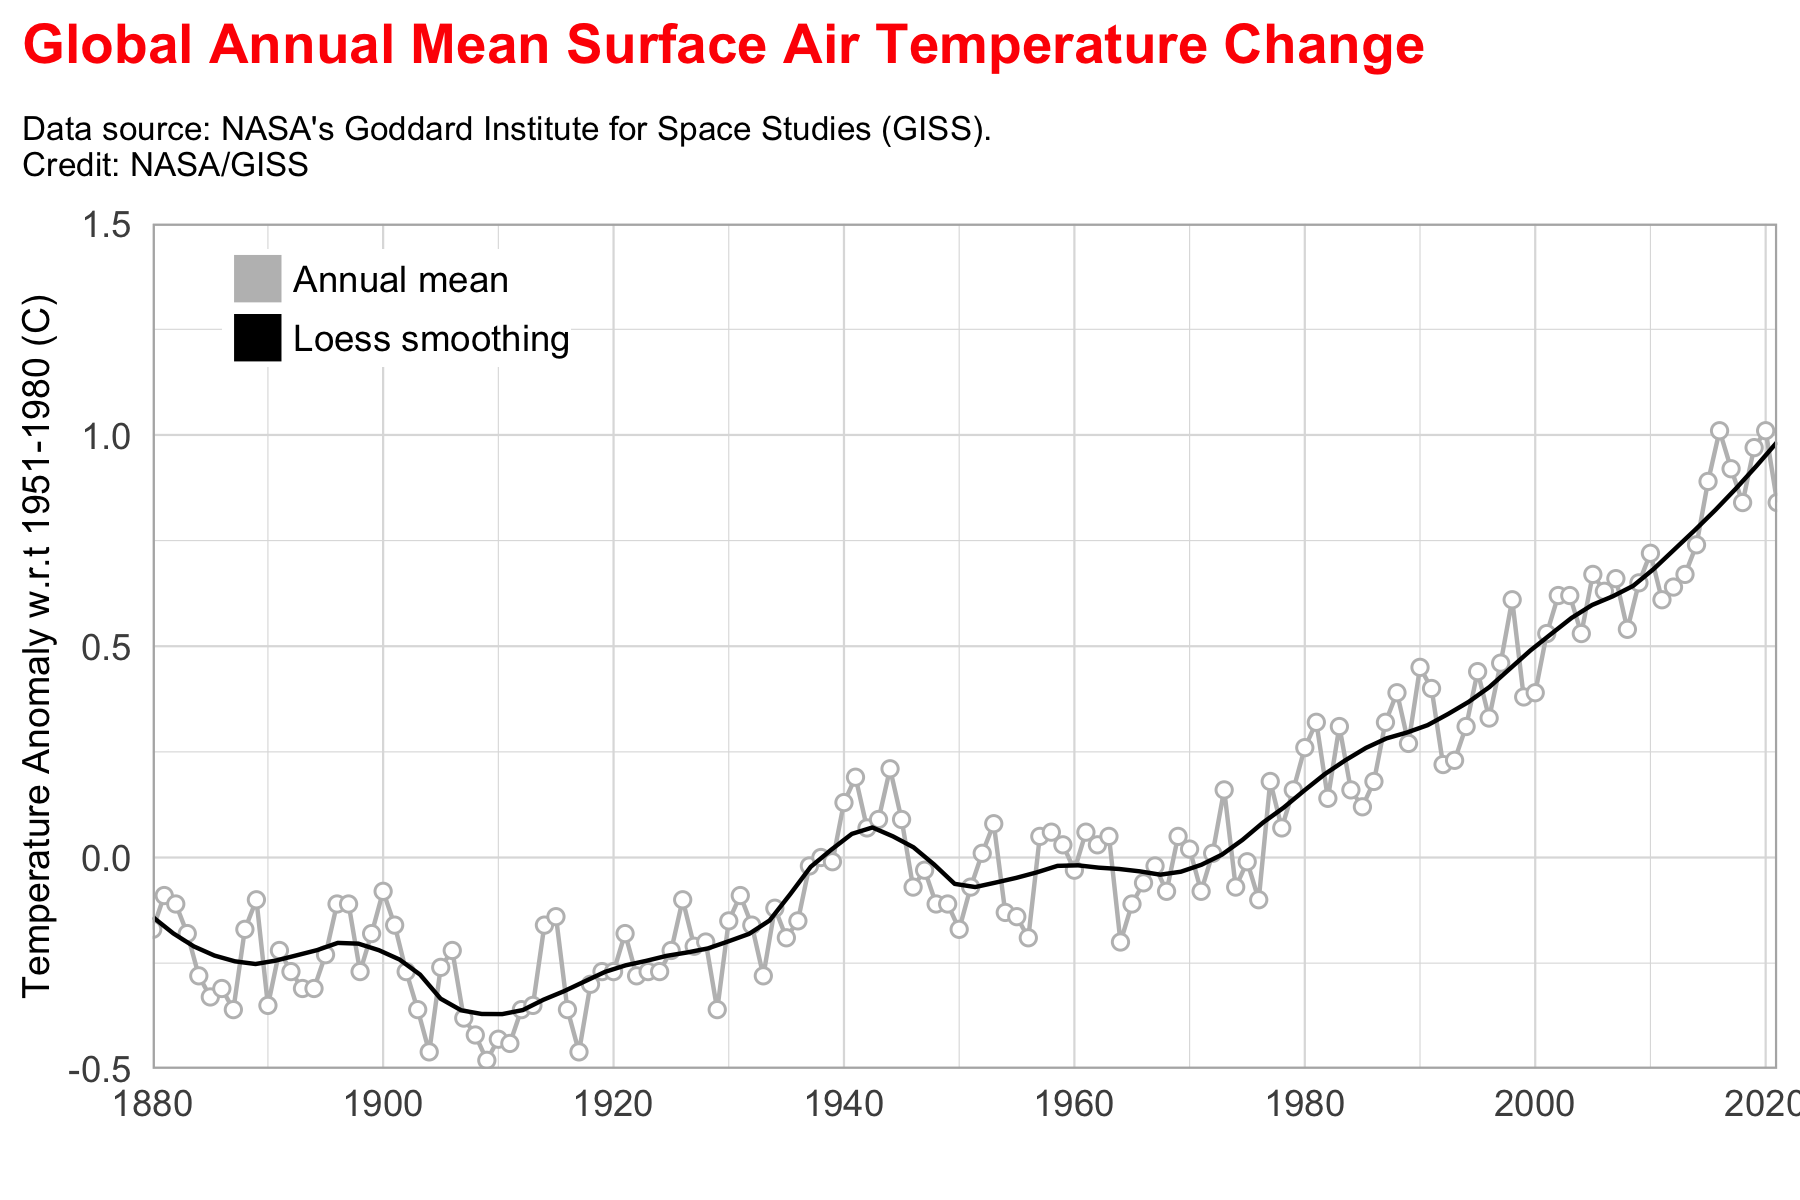 Global Annual Mean Surface Air Temperature Change
Data source: NASA's Goddard Institute for Space Studies (GISS).
Credit: NASA/GISS
Temperature Anomaly w.r.t 1951-1980 (C)
1.5
1.0
0.5
0.0
-0.5
Annual mean
Loess smoothing
1880
1900
1920
1940
1960
1980
2000
2020